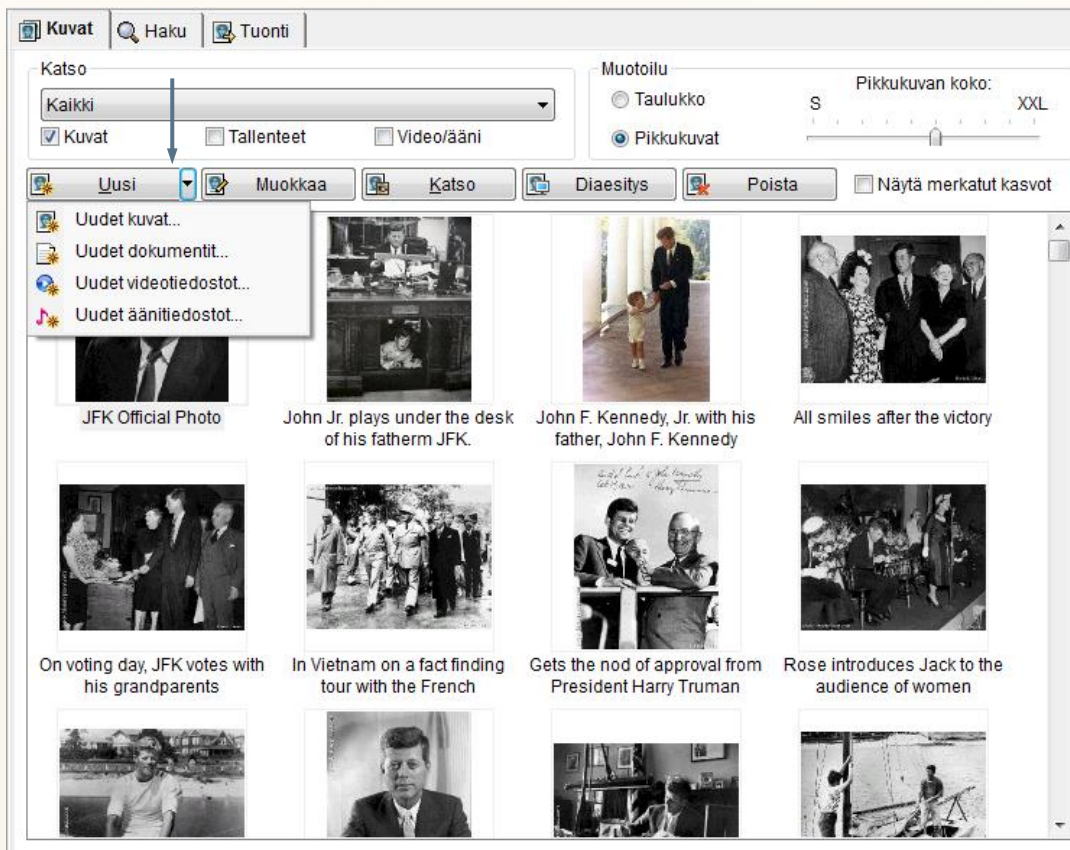 Kuvat Haku Tuonti
Katso
Kaikki
Kuvat Tallenteet Video/ääni
Muotoilu
Taulukko
Pikkukuvat
Pikkukuvan koko:
S XXL
Uusi Muokkaa Katso Diaesitys Poista Näytä merkatut kasvot
Uudet kuvat...
Uudet dokumentit...
Uudet videotiedostot...
Uudet äänitiedostot...
JFK Official Photo
John Jr. plays under the desk
of his fatherm JFK.
John F. Kennedy, Jr. with his
father, John F. Kennedy
All smiles after the victory
On voting day, JFK votes with
his grandparents
In Vietnam on a fact finding
tour with the French
Gets the nod of approval from
President Harry Truman
Rose introduces Jack to the
audience of women